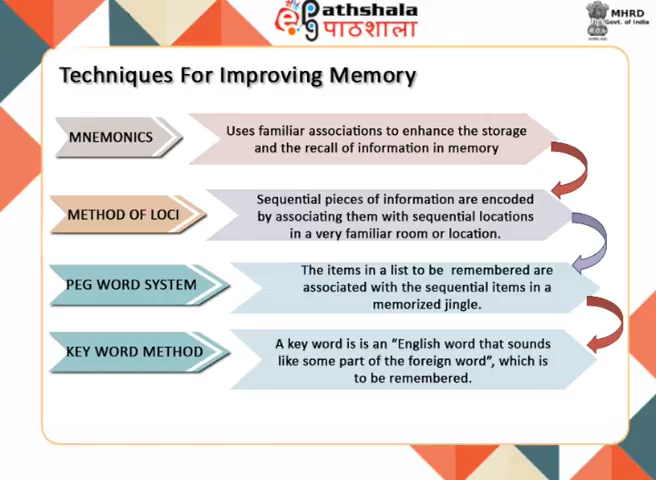 Pathshala
पाठशाला
MHRD
Govt. of India
Techniques For Improving Memory
MNEMONICS
Uses familiar associations to enhance the storage
and the recall of information in memory
METHOD OF LOCI
Sequential pieces of information are encoded
by associating them with sequential locations
in a very familiar room or location.
PEG WORD SYSTEM
The items in a list to be remembered are
associated with the sequential items in a
memorized jingle.
KEY WORD METHOD
A key word is is an “English word that sounds
like some part of the foreign word”, which is
to be remembered.